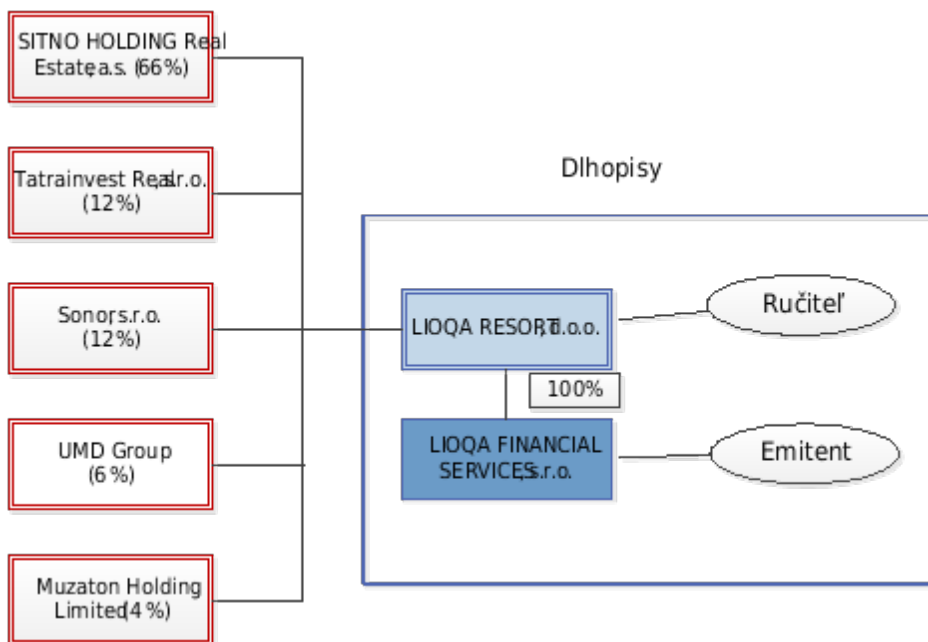 SITNO HOLDING Real
Estate, a.s. (66%)
Tatrainvest Real, s.r.o.
(12%)
Sonor, s.r.o.
(12%)
UMD Group
(6%)
Muzaton Holding
Limited (4%)
Dlhopisy
LIOQA RESORT, d.o.o.
Ručiteľ
100%
LIOQA FINANCIAL
SERVICES, s.r.o.
Emitent